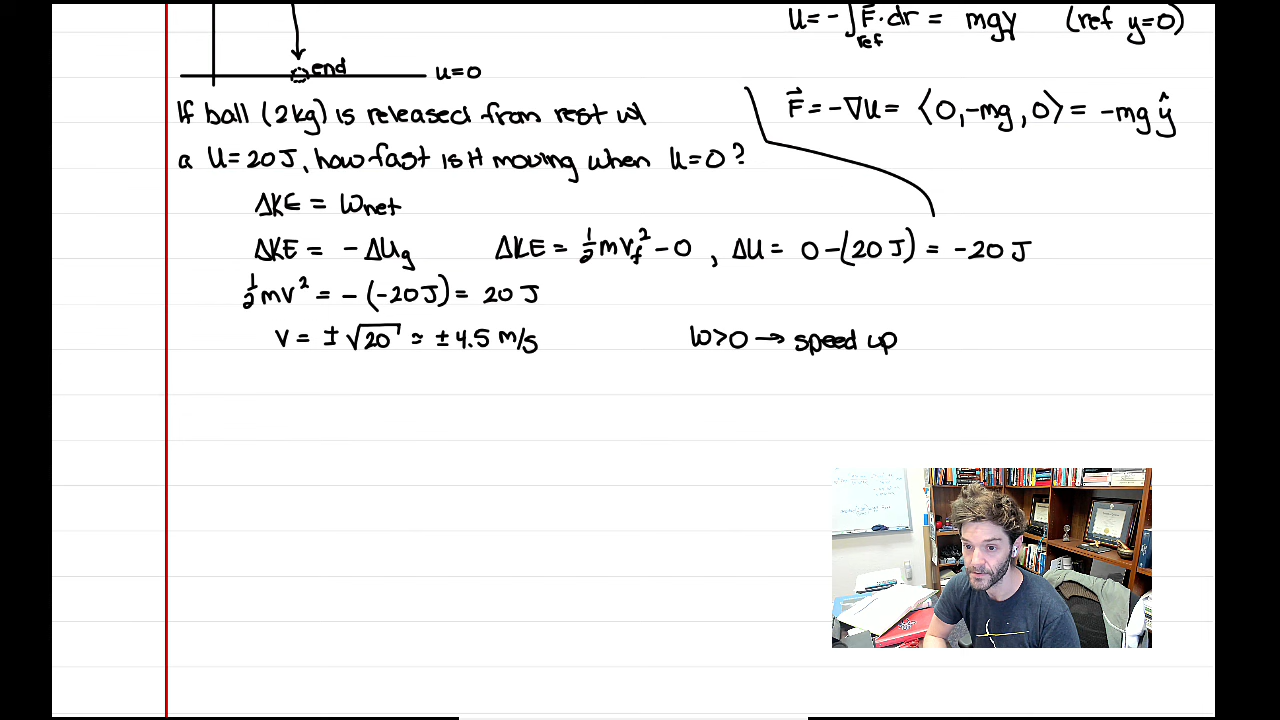 U = -∫ref F·dr = mgy (ref y=0)
end
U=0
If ball (2kg) is released from rest w/
a U=20J, how fast is it moving when U=0?
F⃗ = -∇U = ⟨0,-mg,0⟩ = -mg ŷ
ΔKE = Wnet
ΔKE = -ΔUg ΔKE = ½mvf² - 0, ΔU = 0-(20 J) = -20 J
½mv² = -(-20J) = 20 J
V = ±√20 ≈ ±4.5 m/s W>0 → speed up